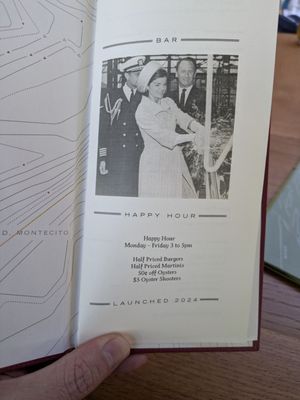 BAR
D, MONTECITO
HAPPY HOUR
Happy Hour
Monday - Friday 3 to 5pm
Half Priced Burgers
Half Priced Martinis
50¢ off Oysters
$5 Oyster Shooters
LAUNCHED 2024